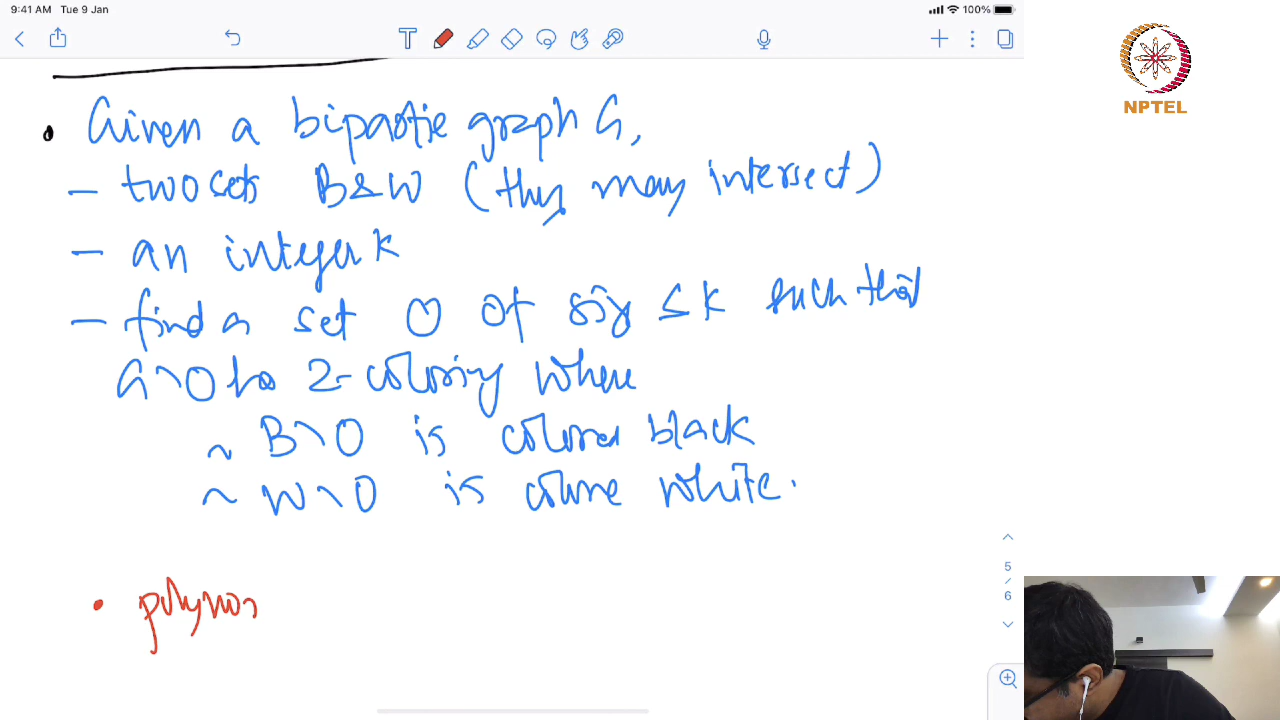 9:41 AM Tue 9 Jan
100%
NPTEL
• Given a bipartite graph G,
- two sets B & W (they may intersect)
- an integer k
- find a set O of size ≤ k such that
G \ O has 2-coloring where
~ B \ O is colored black
~ W \ O is colore white.
• polynom
5
/
6